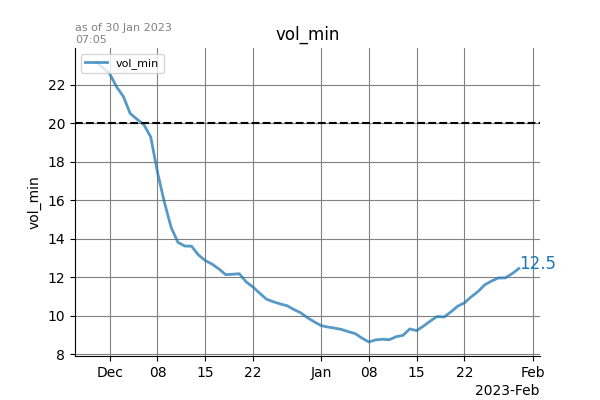 as of 30 Jan 2023
07:05
vol_min
vol_min
22
20
18
16
14
12
10
8
vol_min
12.5
Dec 08 15 22 Jan 08 15 22 Feb
2023-Feb